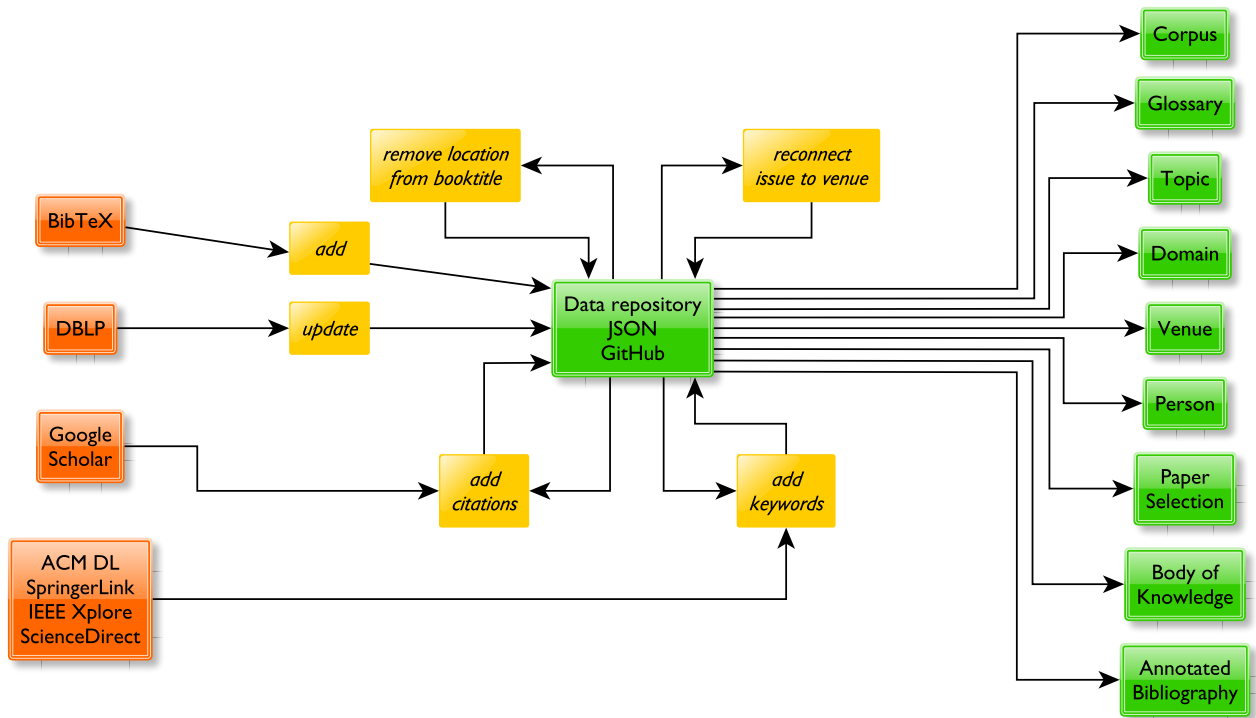 BibTeX
DBLP
Google
Scholar
ACM DL
SpringerLink
IEEE Xplore
ScienceDirect
add
update
remove location
from booktitle
reconnect
issue to venue
Data repository
JSON
GitHub
add
citations
add
keywords
Corpus
Glossary
Topic
Domain
Venue
Person
Paper
Selection
Body of
Knowledge
Annotated
Bibliography